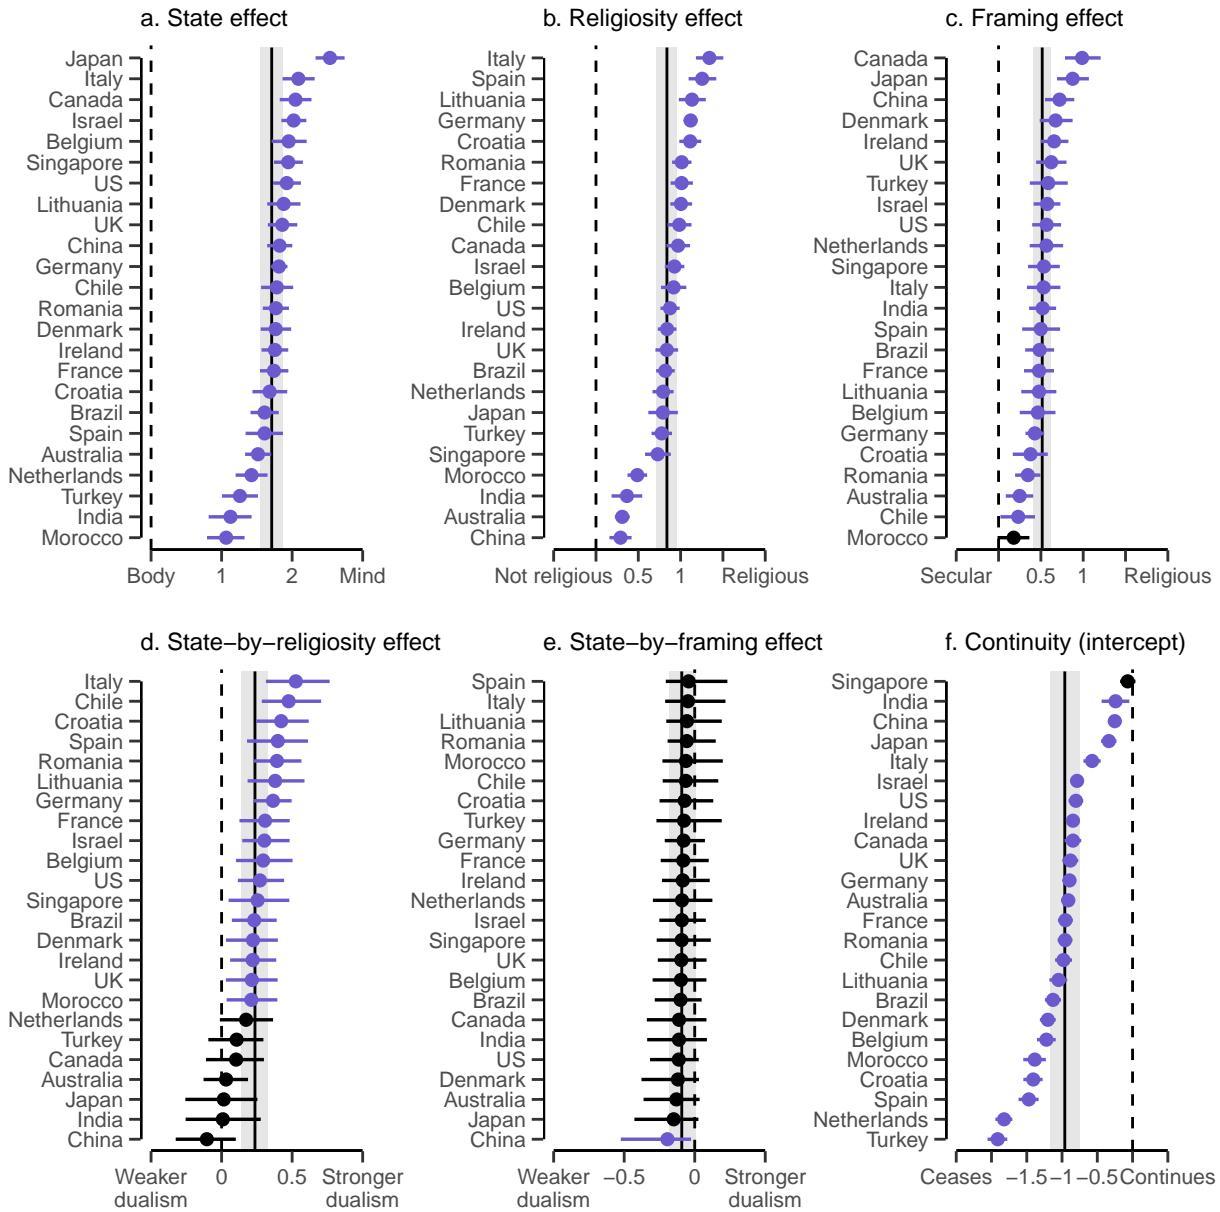 a. State effect
Japan
Italy
Canada
Israel
Belgium
Singapore
US
Lithuania
UK
China
Germany
Chile
Romania
Denmark
Ireland
France
Croatia
Brazil
Spain
Australia
Netherlands
Turkey
India
Morocco
Body 1 2 Mind
b. Religiosity effect
Italy
Spain
Lithuania
Germany
Croatia
Romania
France
Denmark
Chile
Canada
Israel
Belgium
US
Ireland
UK
Brazil
Netherlands
Japan
Turkey
Singapore
Morocco
India
Australia
China
Not religious 0.5 1 Religious
c. Framing effect
Canada
Japan
China
Denmark
Ireland
UK
Turkey
Israel
US
Netherlands
Singapore
Italy
India
Spain
Brazil
France
Lithuania
Belgium
Germany
Croatia
Romania
Australia
Chile
Morocco
Secular 0.5 1 Religious
d. State−by−religiosity effect
Italy
Chile
Croatia
Spain
Romania
Lithuania
Germany
France
Israel
Belgium
US
Singapore
Brazil
Denmark
Ireland
UK
Morocco
Netherlands
Turkey
Canada
Australia
Japan
India
China
Weaker 0 0.5 Stronger
dualism dualism
e. State−by−framing effect
Spain
Italy
Lithuania
Romania
Morocco
Chile
Croatia
Turkey
Germany
France
Ireland
Netherlands
Israel
Singapore
UK
Belgium
Brazil
Canada
India
US
Denmark
Australia
Japan
China
Weaker −0.5 0 Stronger
dualism dualism
f. Continuity (intercept)
Singapore
India
China
Japan
Italy
Israel
US
Ireland
Canada
UK
Germany
Australia
France
Romania
Chile
Lithuania
Brazil
Denmark
Belgium
Morocco
Croatia
Spain
Netherlands
Turkey
Ceases −1.5 −1 −0.5 Continues